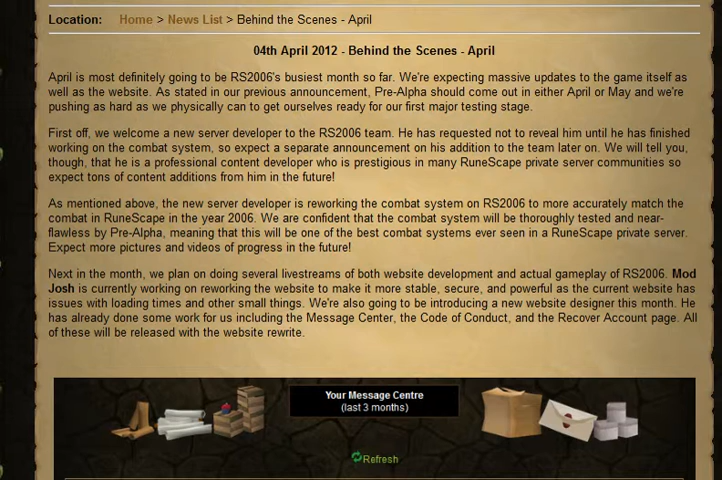 Location: Home > News List > Behind the Scenes - April
04th April 2012 - Behind the Scenes - April
April is most definitely going to be RS2006's busiest month so far. We're expecting massive updates to the game itself as
well as the website. As stated in our previous announcement, Pre-Alpha should come out in either April or May and we're
pushing as hard as we physically can to get ourselves ready for our first major testing stage.
First off, we welcome a new server developer to the RS2006 team. He has requested not to reveal him until he has finished
working on the combat system, so expect a separate announcement on his addition to the team later on. We will tell you,
though, that he is a professional content developer who is prestigious in many RuneScape private server communities so
expect tons of content additions from him in the future!
As mentioned above, the new server developer is reworking the combat system on RS2006 to more accurately match the
combat in RuneScape in the year 2006. We are confident that the combat system will be thoroughly tested and near-
flawless by Pre-Alpha, meaning that this will be one of the best combat systems ever seen in a RuneScape private server.
Expect more pictures and videos of progress in the future!
Next in the month, we plan on doing several livestreams of both website development and actual gameplay of RS2006. Mod
Josh is currently working on reworking the website to make it more stable, secure, and powerful as the current website has
issues with loading times and other small things. We're also going to be introducing a new website designer this month. He
has already done some work for us including the Message Center, the Code of Conduct, and the Recover Account page. All
of these will be released with the website rewrite.
Your Message Centre
(last 3 months)
Refresh